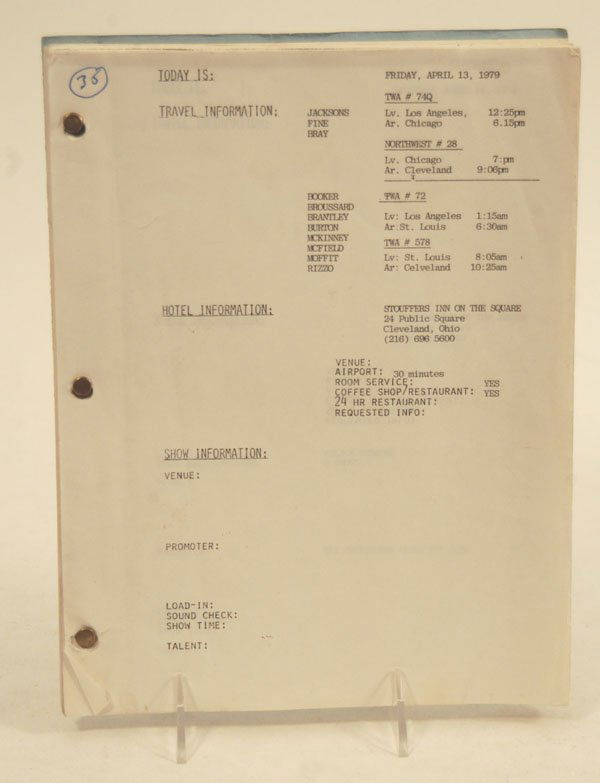 36
TODAY IS: FRIDAY, APRIL 13, 1979
TWA # 74Q
TRAVEL INFORMATION: JACKSONS Lv. Los Angeles, 12:25pm
FINE Ar. Chicago 6.15pm
BRAY
NORTHWEST # 28
Lv. Chicago 7:pm
Ar. Cleveland 9:06pm
BOOKER TWA # 72
BROUSSARD
BRANTLEY Lv: Los Angeles 1:15am
BURTON Ar.St. Louis 6:30am
MCKINNEY
MCFIELD TWA # 578
MOFFIT Lv: St. Louis 8:05am
RIZZO Ar: Celveland 10:25am
HOTEL INFORMATION: STOUFFERS INN ON THE SQUARE
24 Public Square
Cleveland, Ohio
(216) 696 5600
VENUE:
AIRPORT: 30 minutes
ROOM SERVICE: YES
COFFEE SHOP/RESTAURANT: YES
24 HR RESTAURANT:
REQUESTED INFO:
SHOW INFORMATION:
VENUE:
PROMOTER:
LOAD-IN:
SOUND CHECK:
SHOW TIME:
TALENT: